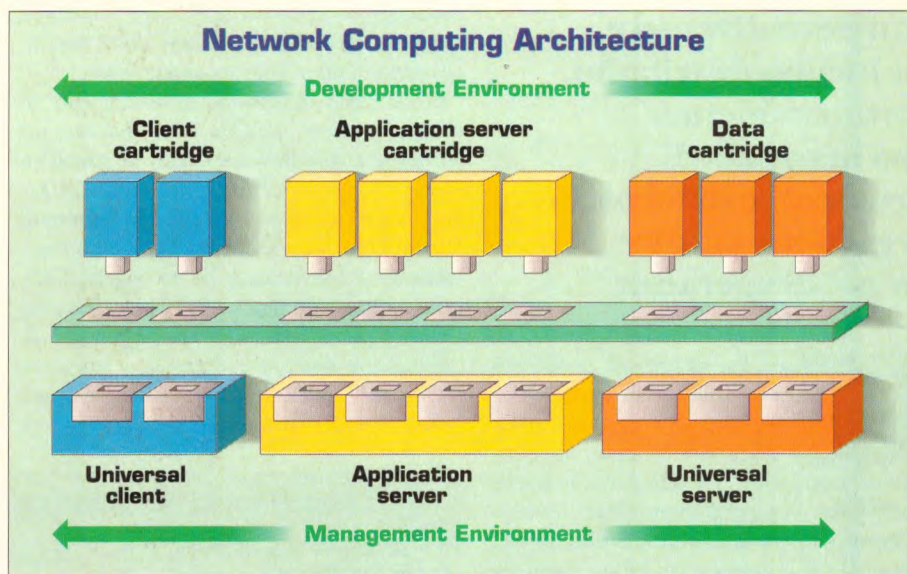 Network Computing Architecture
Development Environment
Client
cartridge
Application server
cartridge
Data
cartridge
Universal
client
Application
server
Universal
server
Management Environment